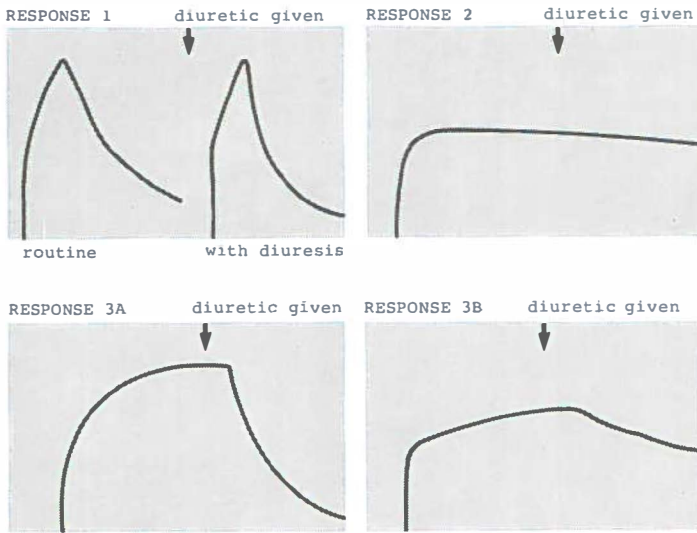 RESPONSE 1 diuretic given
RESPONSE 2 diuretic given
routine with diuresis
RESPONSE 3A diuretic given
RESPONSE 3B diuretic given